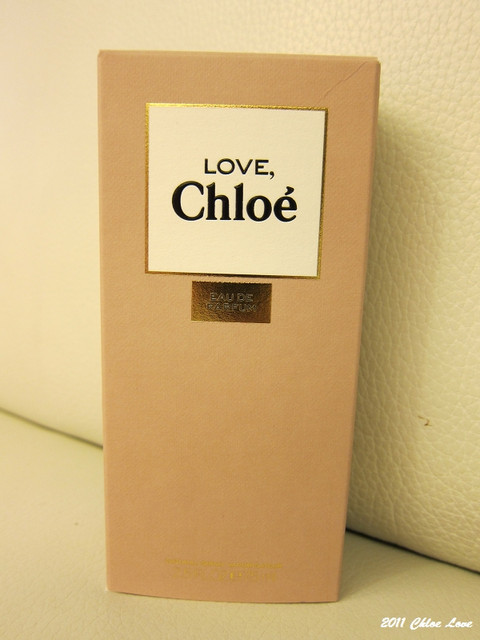 LOVE,
Chloé
EAU DE
PARFUM
2011 Chloe Love